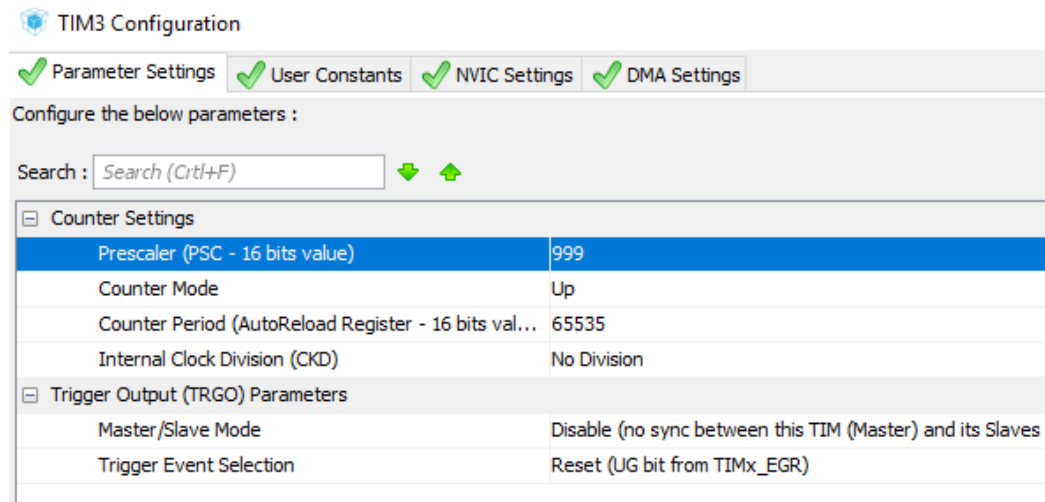 TIM3 Configuration
Parameter Settings User Constants NVIC Settings DMA Settings
Configure the below parameters :
Search : Search (Crtl+F)
Counter Settings
Prescaler (PSC - 16 bits value) 999
Counter Mode Up
Counter Period (AutoReload Register - 16 bits val... 65535
Internal Clock Division (CKD) No Division
Trigger Output (TRGO) Parameters
Master/Slave Mode Disable (no sync between this TIM (Master) and its Slaves
Trigger Event Selection Reset (UG bit from TIMx_EGR)